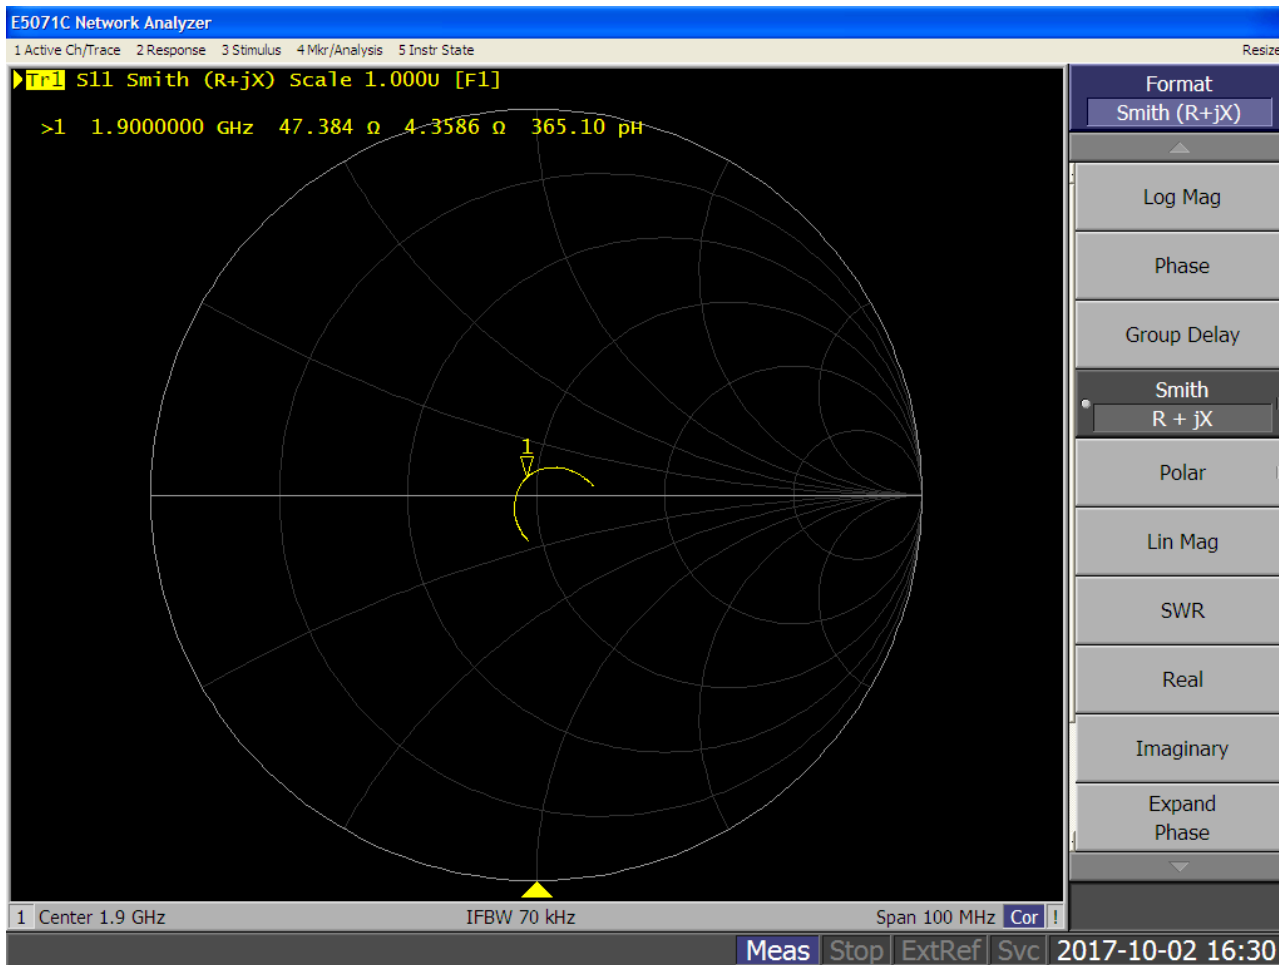 E5071C Network Analyzer
1 Active Ch/Trace 2 Response 3 Stimulus 4 Mkr/Analysis 5 Instr State Resize
Tr1 S11 Smith (R+jX) Scale 1.000U [F1]
>1 1.9000000 GHz 47.384 Ω 4.3586 Ω 365.10 pH
1
Format
Smith (R+jX)
Log Mag
Phase
Group Delay
Smith
R + jX
Polar
Lin Mag
SWR
Real
Imaginary
Expand
Phase
1 Center 1.9 GHz IFBW 70 kHz Span 100 MHz Cor !
Meas Stop ExtRef Svc 2017-10-02 16:30